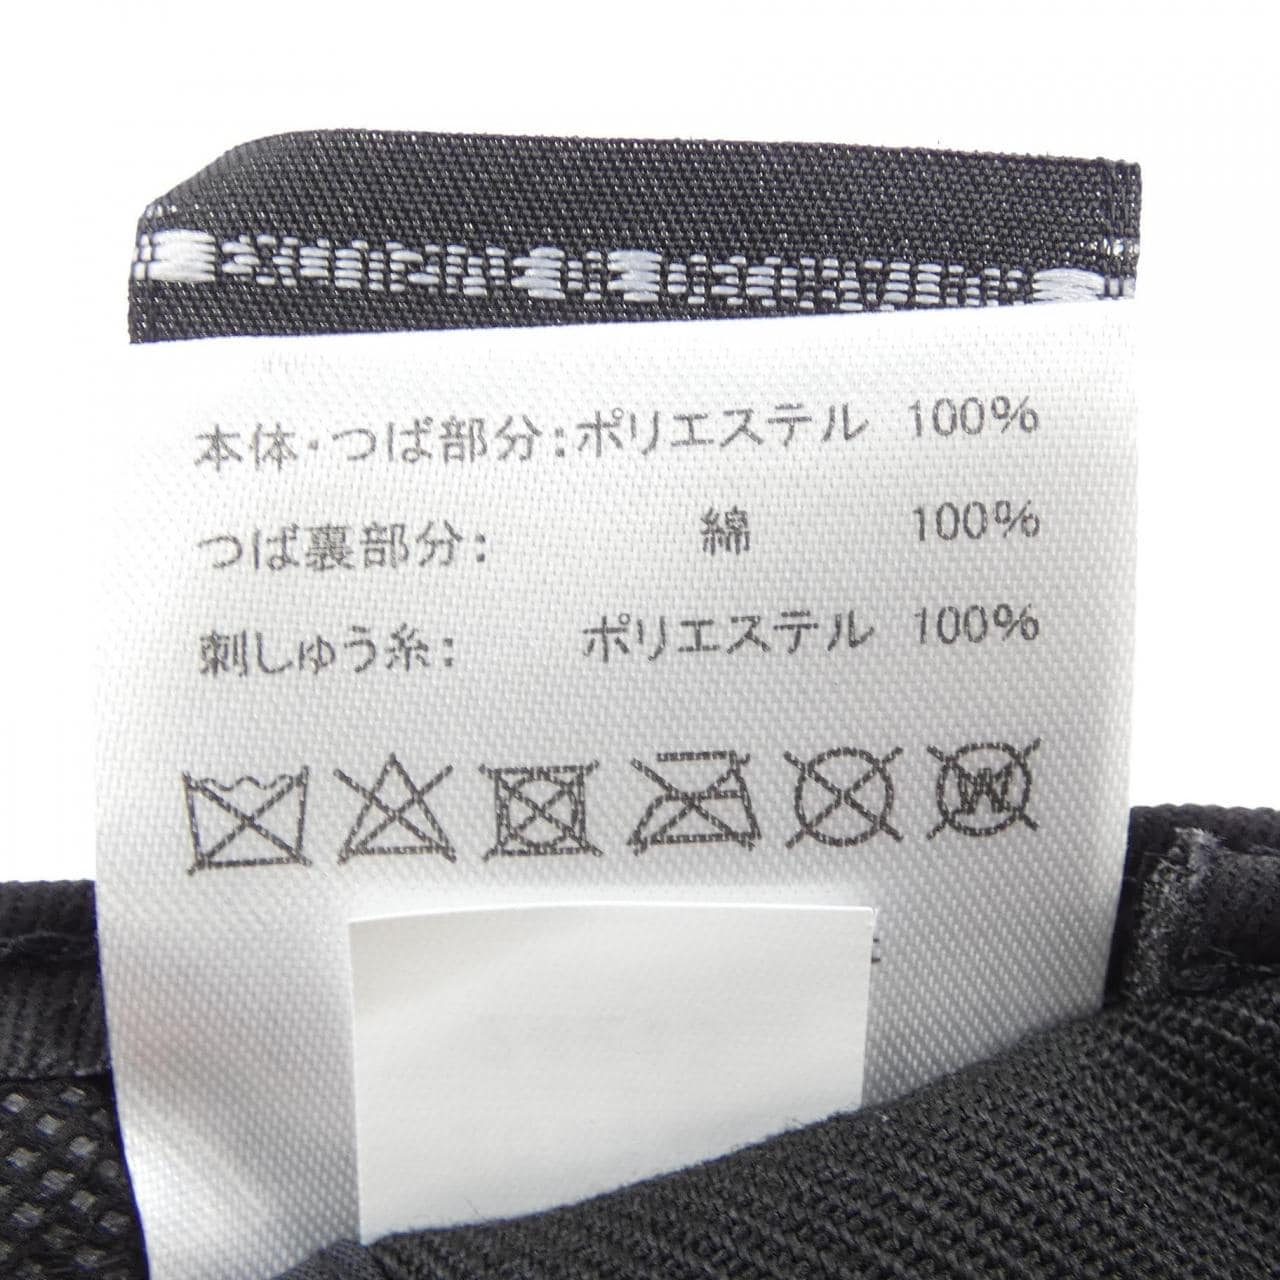 本体・つば部分:ポリエステル 100%
つば裏部分: 綿 100%
刺しゅう糸: ポリエステル 100%